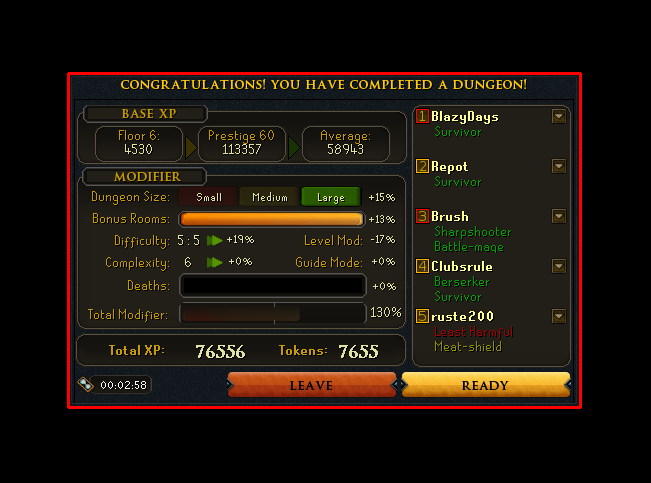 CONGRATULATIONS! YOU HAVE COMPLETED A DUNGEON!
BASE XP
Floor 6: Prestige 60 Average:
4530 113357 58943
MODIFIER
Dungeon Size: Small Medium Large +15%
Bonus Rooms: +13%
Difficulty: 5 : 5 +19% Level Mod: -17%
Complexity: 6 +0% Guide Mode: +0%
Deaths: +0%
Total Modifier: 130%
Total XP: 76556 Tokens: 7655
00:02:58 LEAVE READY
1 BlazyDays
Survivor
2 Repot
Survivor
3 Brush
Sharpshooter
Battle-mage
4 Clubsrule
Berserker
Survivor
5 ruste200
Least Harmful
Meat-shield